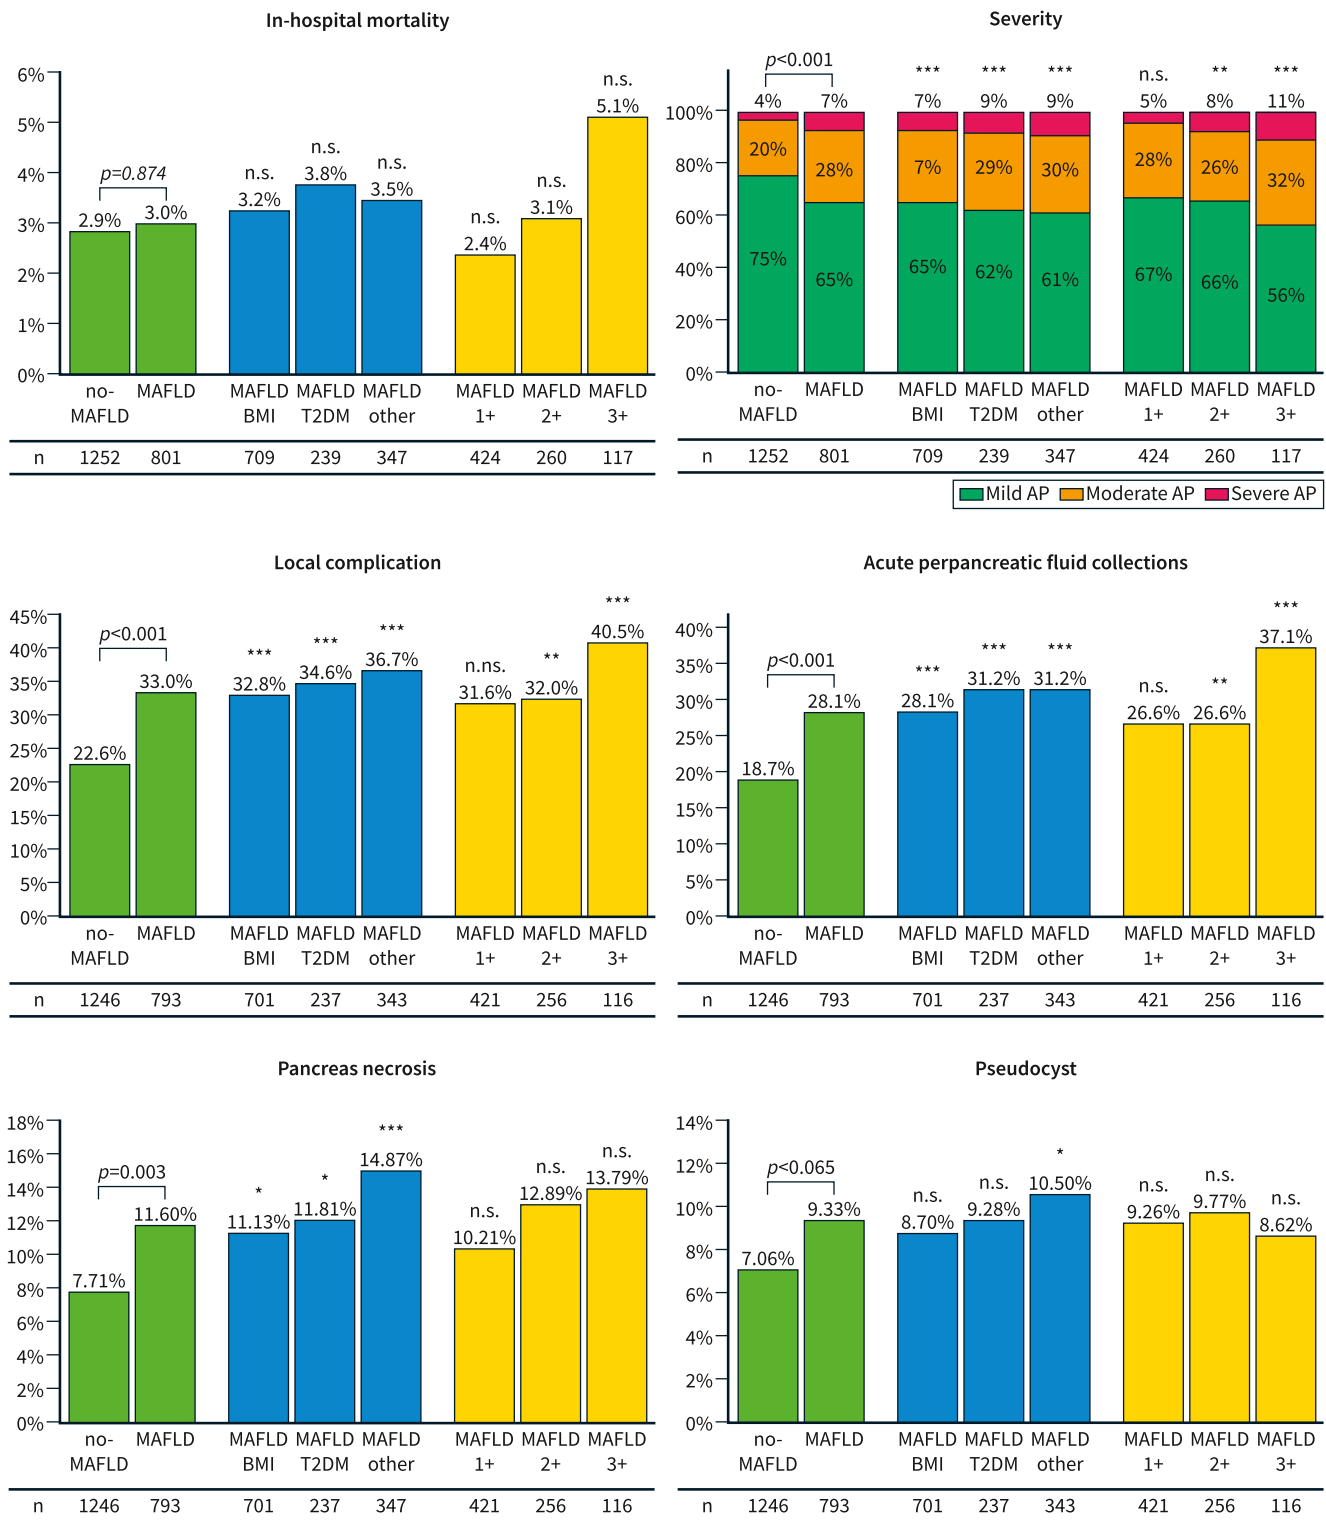 In-hospital mortality
6%
5%
4%
3%
2%
1%
0%
p=0.874
2.9%
3.0%
n.s.
3.2%
n.s.
3.8%
n.s.
3.5%
n.s.
2.4%
n.s.
3.1%
n.s.
5.1%
no-MAFLD MAFLD MAFLD BMI MAFLD T2DM MAFLD other MAFLD 1+ MAFLD 2+ MAFLD 3+
n 1252 801 709 239 347 424 260 117
Severity
100%
80%
60%
40%
20%
0%
p<0.001 *** *** *** n.s. ** ***
4% 7% 7% 9% 9% 5% 8% 11%
20% 28% 7% 29% 30% 28% 26% 32%
75% 65% 65% 62% 61% 67% 66% 56%
no-MAFLD MAFLD MAFLD BMI MAFLD T2DM MAFLD other MAFLD 1+ MAFLD 2+ MAFLD 3+
n 1252 801 709 239 347 424 260 117
Mild AP Moderate AP Severe AP
Local complication
45%
40%
35%
30%
25%
20%
15%
10%
5%
0%
p<0.001 *** *** *** n.ns. ** ***
22.6% 33.0% 32.8% 34.6% 36.7% 31.6% 32.0% 40.5%
no-MAFLD MAFLD MAFLD BMI MAFLD T2DM MAFLD other MAFLD 1+ MAFLD 2+ MAFLD 3+
n 1246 793 701 237 343 421 256 116
Acute perpancreatic fluid collections
40%
35%
30%
25%
20%
15%
10%
5%
0%
p<0.001 *** *** *** n.s. ** ***
18.7% 28.1% 28.1% 31.2% 31.2% 26.6% 26.6% 37.1%
no-MAFLD MAFLD MAFLD BMI MAFLD T2DM MAFLD other MAFLD 1+ MAFLD 2+ MAFLD 3+
n 1246 793 701 237 343 421 256 116
Pancreas necrosis
18%
16%
14%
12%
10%
8%
6%
4%
2%
0%
p=0.003 * * *** n.s. n.s. n.s.
7.71% 11.60% 11.13% 11.81% 14.87% 10.21% 12.89% 13.79%
no-MAFLD MAFLD MAFLD BMI MAFLD T2DM MAFLD other MAFLD 1+ MAFLD 2+ MAFLD 3+
n 1246 793 701 237 347 421 256 116
Pseudocyst
14%
12%
10%
8%
6%
4%
2%
0%
p<0.065 n.s. n.s. * n.s. n.s. n.s.
7.06% 9.33% 8.70% 9.28% 10.50% 9.26% 9.77% 8.62%
no-MAFLD MAFLD MAFLD BMI MAFLD T2DM MAFLD other MAFLD 1+ MAFLD 2+ MAFLD 3+
n 1246 793 701 237 343 421 256 116